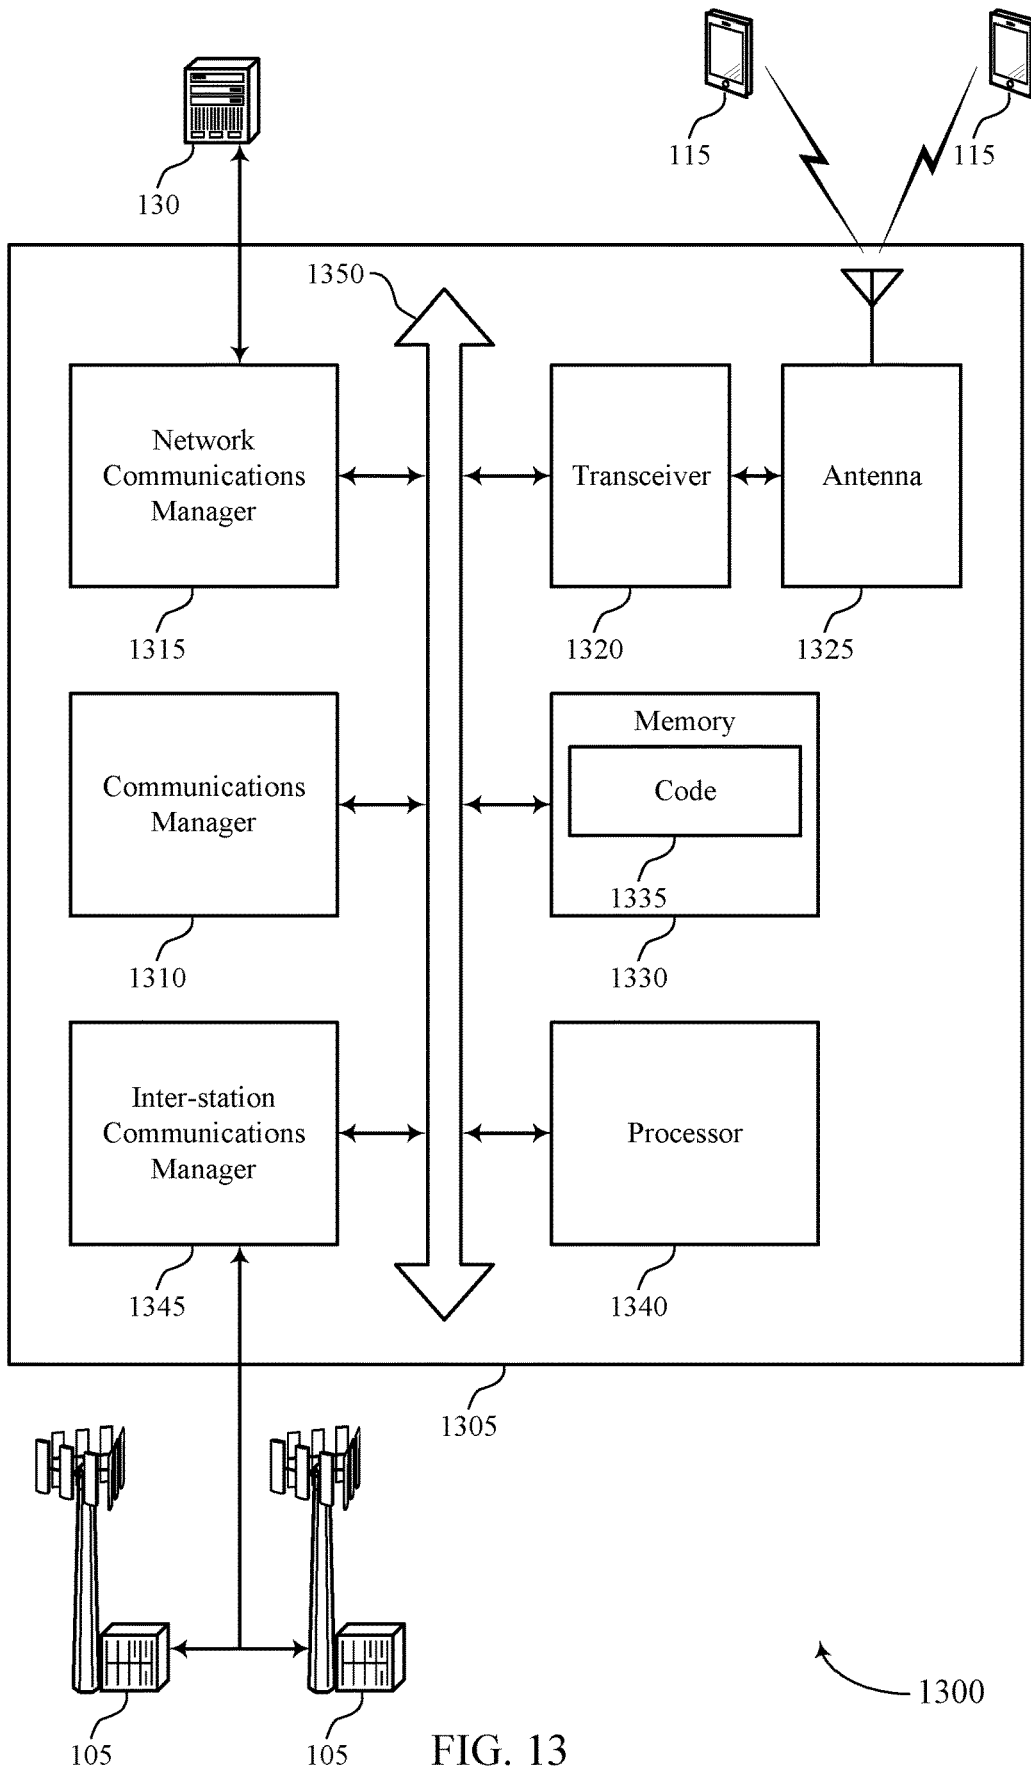 130
115
115
1350
Network
Communications
Manager
Transceiver
Antenna
1315
1320
1325
Communications
Manager
Memory
Code
1335
1310
1330
Inter-station
Communications
Manager
Processor
1345
1340
1305
1300
105
105
FIG. 13